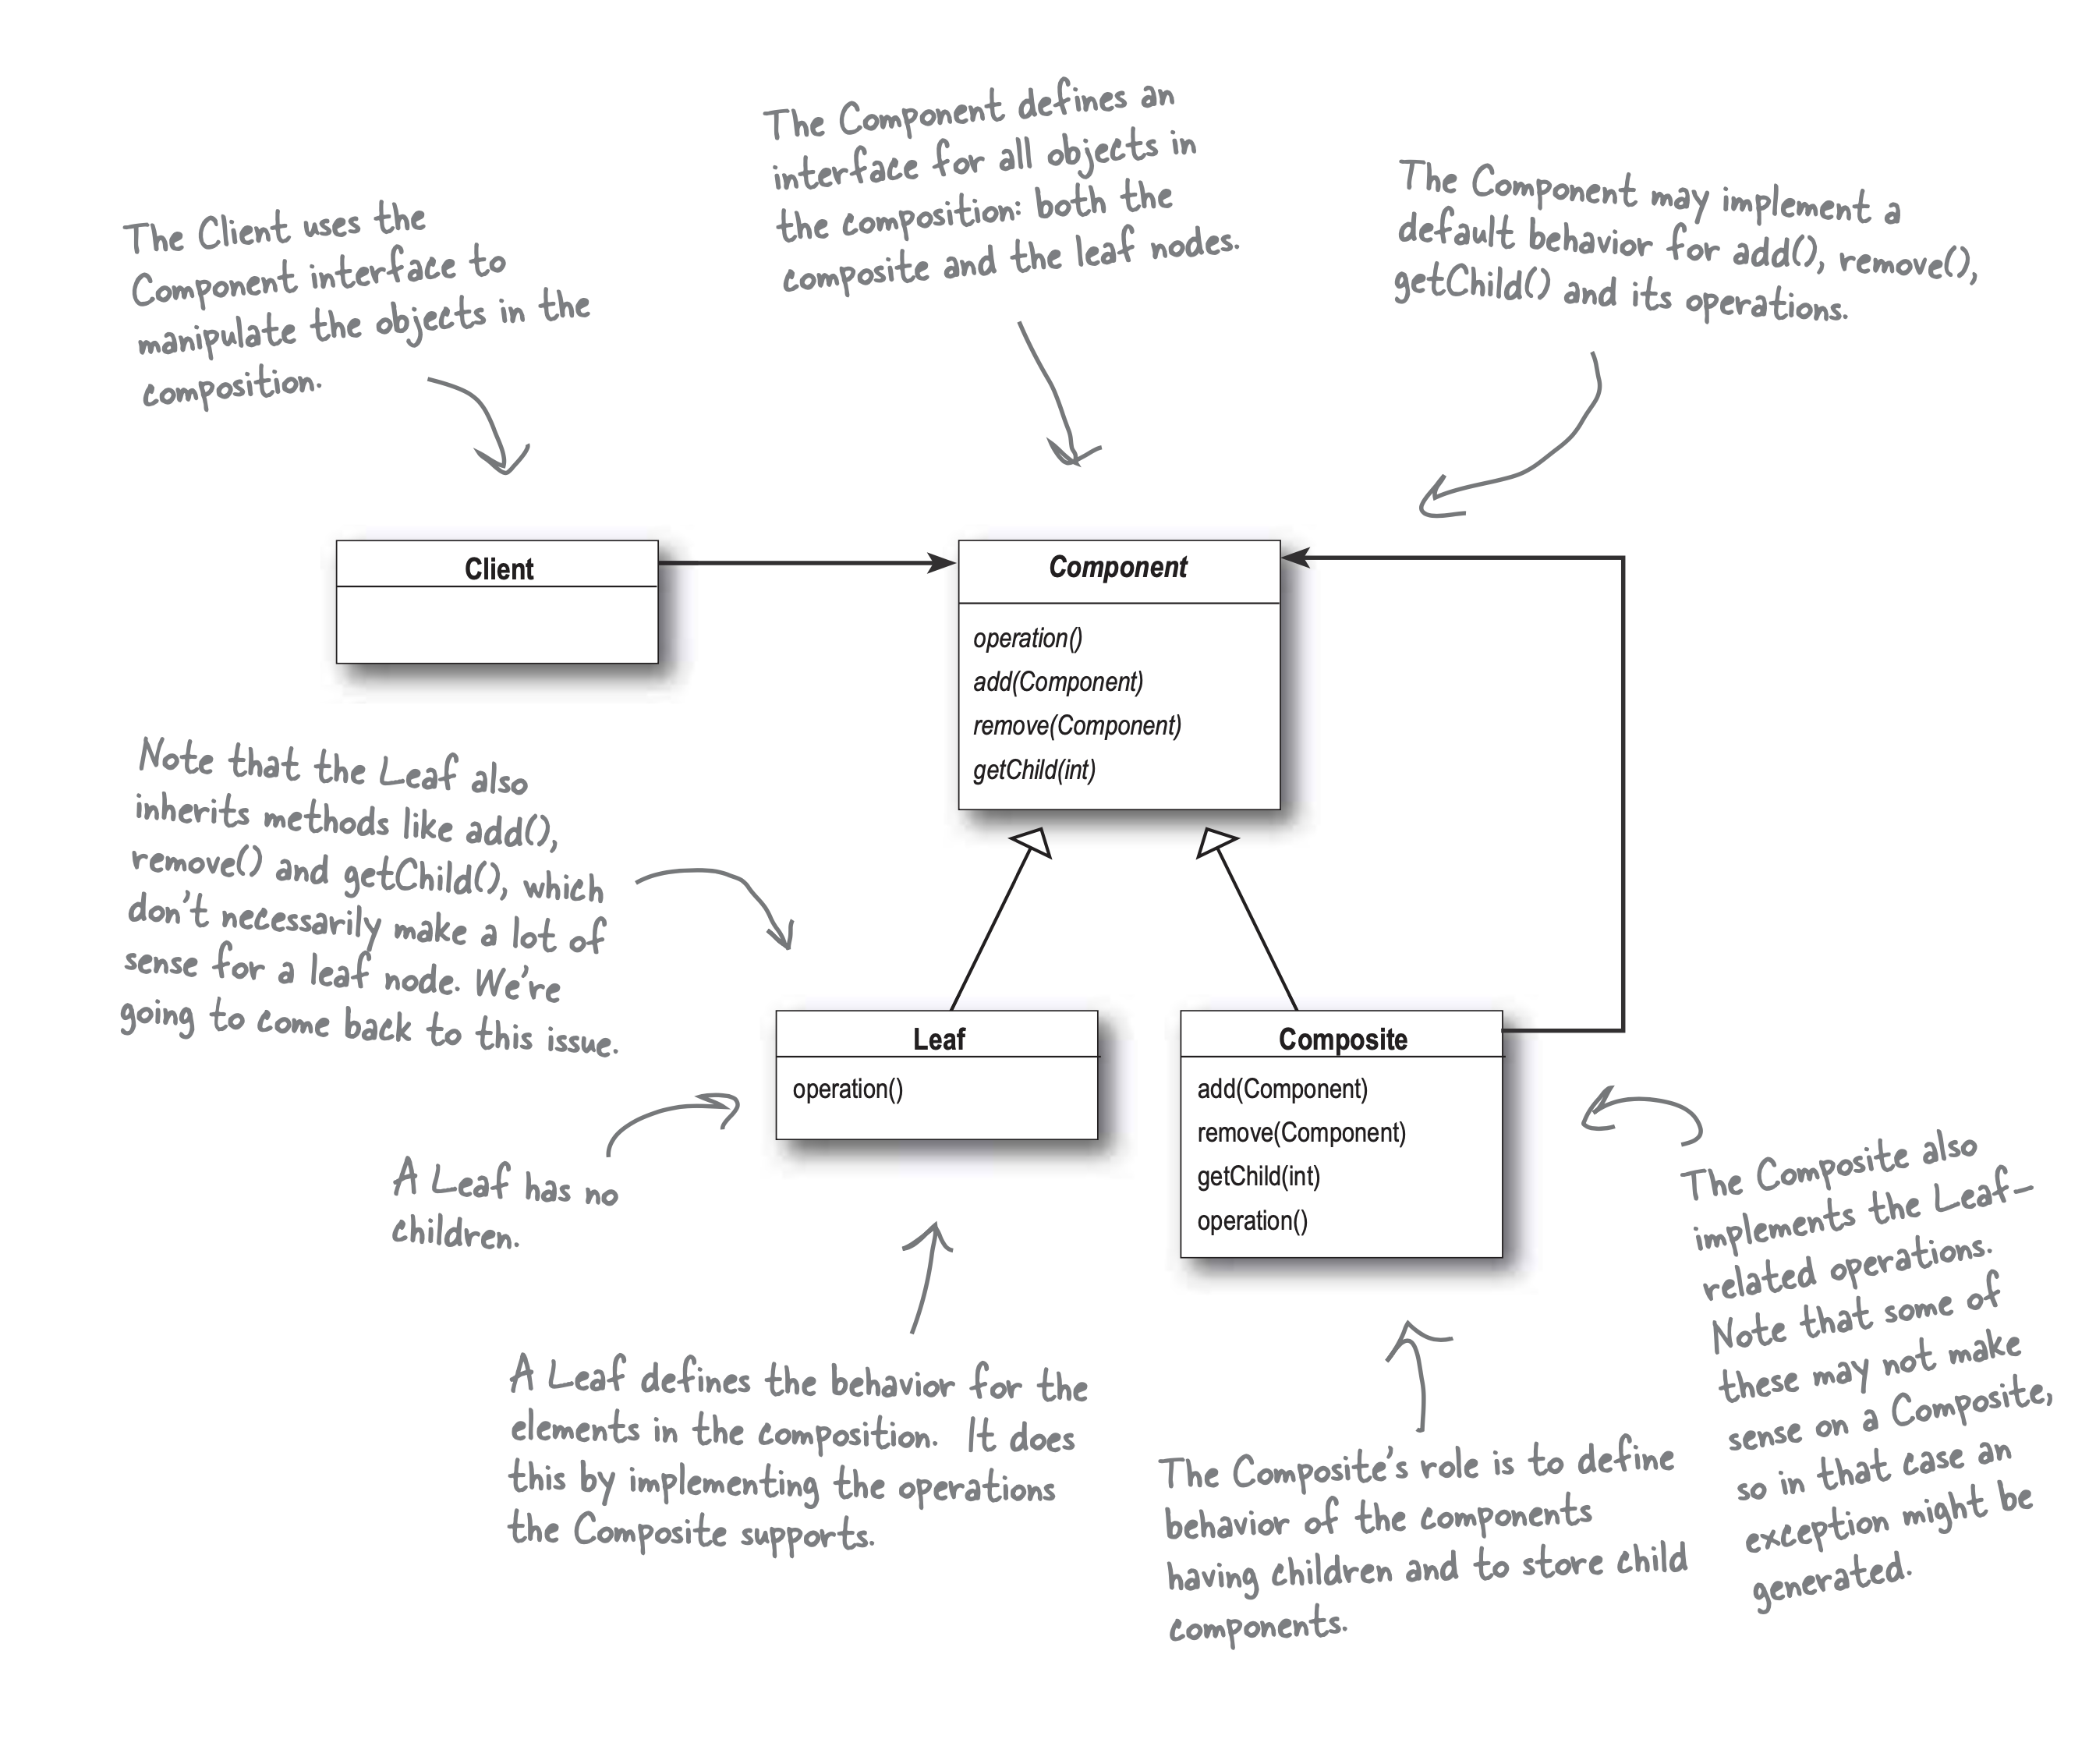 The Client uses the
Component interface to
manipulate the objects in the
composition.
The Component defines an
interface for all objects in
the composition: both the
composite and the leaf nodes.
The Component may implement a
default behavior for add(), remove(),
getChild() and its operations.
Client
Component
operation()
add(Component)
remove(Component)
getChild(int)
Note that the Leaf also
inherits methods like add(),
remove() and getChild(), which
don't necessarily make a lot of
sense for a leaf node. We're
going to come back to this issue.
Leaf
operation()
Composite
add(Component)
remove(Component)
getChild(int)
operation()
A Leaf has no
children.
A Leaf defines the behavior for the
elements in the composition. It does
this by implementing the operations
the Composite supports.
The Composite's role is to define
behavior of the components
having children and to store child
components.
The Composite also
implements the Leaf-
related operations.
Note that some of
these may not make
sense on a Composite,
so in that case an
exception might be
generated.